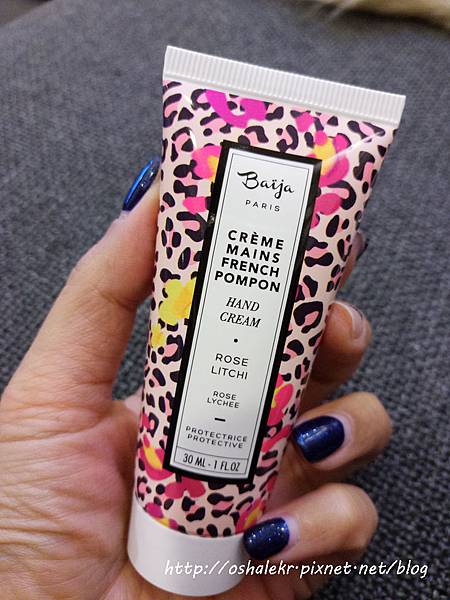 Baïja
PARIS
CRÈME
MAINS
FRENCH
POMPON
HAND
CREAM
•
ROSE
LITCHI
ROSE
LYCHEE
—
PROTECTRICE
PROTECTIVE
30 ML - 1 FL OZ
http://oshalekr.pixnet.net/blog